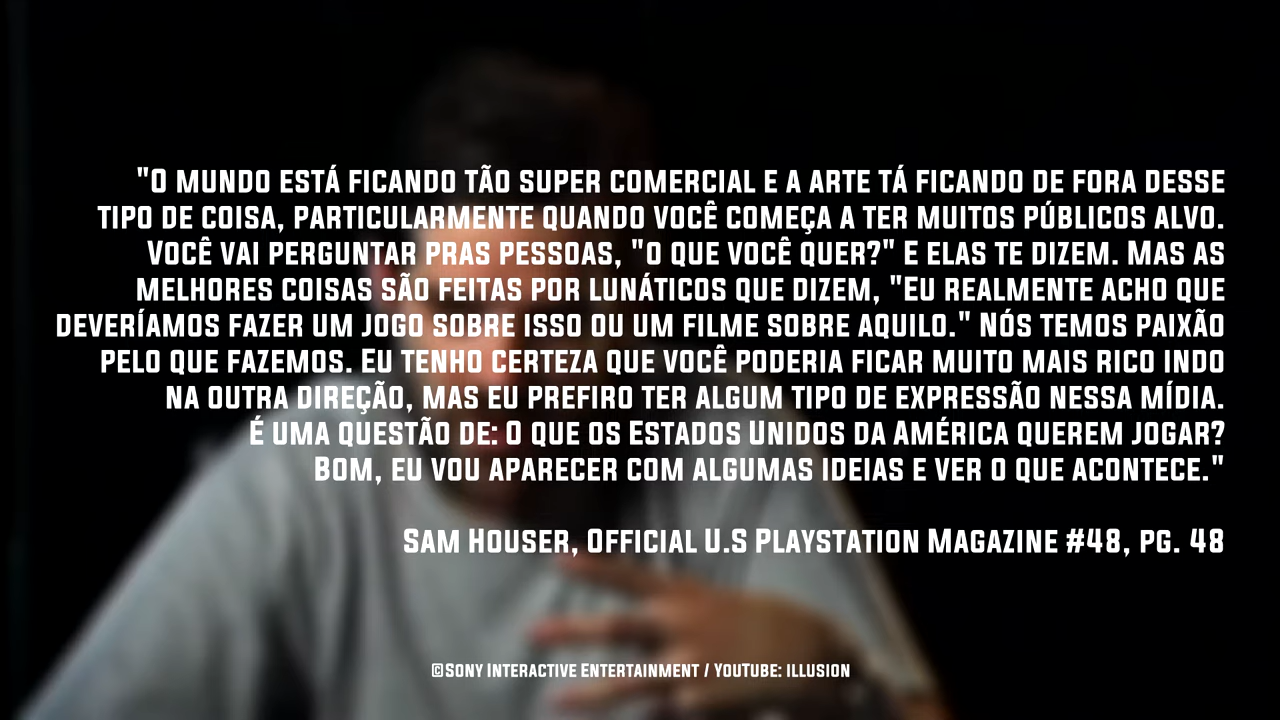 "O MUNDO ESTÁ FICANDO TÃO SUPER COMERCIAL E A ARTE TÁ FICANDO DE FORA DESSE
TIPO DE COISA, PARTICULARMENTE QUANDO VOCÊ COMEÇA A TER MUITOS PÚBLICOS ALVO.
VOCÊ VAI PERGUNTAR PRAS PESSOAS, "O QUE VOCÊ QUER?" E ELAS TE DIZEM. MAS AS
MELHORES COISAS SÃO FEITAS POR LUNÁTICOS QUE DIZEM, "EU REALMENTE ACHO QUE
DEVERÍAMOS FAZER UM JOGO SOBRE ISSO OU UM FILME SOBRE AQUILO." NÓS TEMOS PAIXÃO
PELO QUE FAZEMOS. EU TENHO CERTEZA QUE VOCÊ PODERIA FICAR MUITO MAIS RICO INDO
NA OUTRA DIREÇÃO, MAS EU PREFIRO TER ALGUM TIPO DE EXPRESSÃO NESSA MÍDIA.
É UMA QUESTÃO DE: O QUE OS ESTADOS UNIDOS DA AMÉRICA QUEREM JOGAR?
BOM, EU VOU APARECER COM ALGUMAS IDEIAS E VER O QUE ACONTECE."
SAM HOUSER, OFFICIAL U.S PLAYSTATION MAGAZINE #48, PG. 48
©SONY INTERACTIVE ENTERTAINMENT / YOUTUBE: ILLUSION